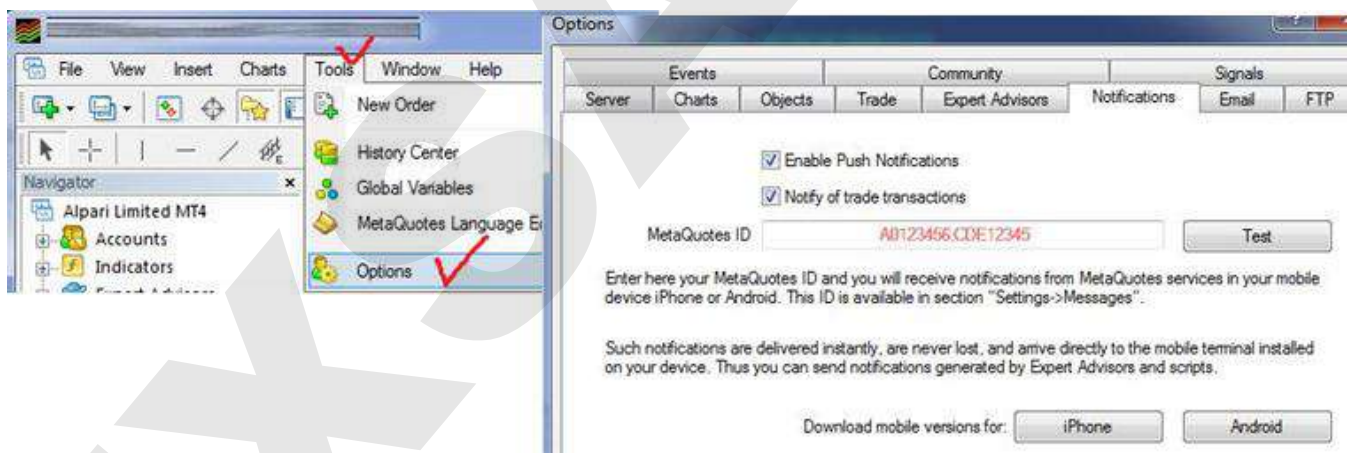 File View Insert Charts Tools Window Help
New Order
History Center
Global Variables
MetaQuotes Language E
Options
Navigator
Alpari Limited MT4
Accounts
Indicators
Options
Events Community Signals
Server Charts Objects Trade Expert Advisors Notifications Email FTP
Enable Push Notifications
Notify of trade transactions
MetaQuotes ID A0123456,CDE12345 Test
Enter here your MetaQuotes ID and you will receive notifications from MetaQuotes services in your mobile
device iPhone or Android. This ID is available in section "Settings->Messages".
Such notifications are delivered instantly, are never lost, and arrive directly to the mobile terminal installed
on your device. Thus you can send notifications generated by Expert Advisors and scripts.
Download mobile versions for: iPhone Android